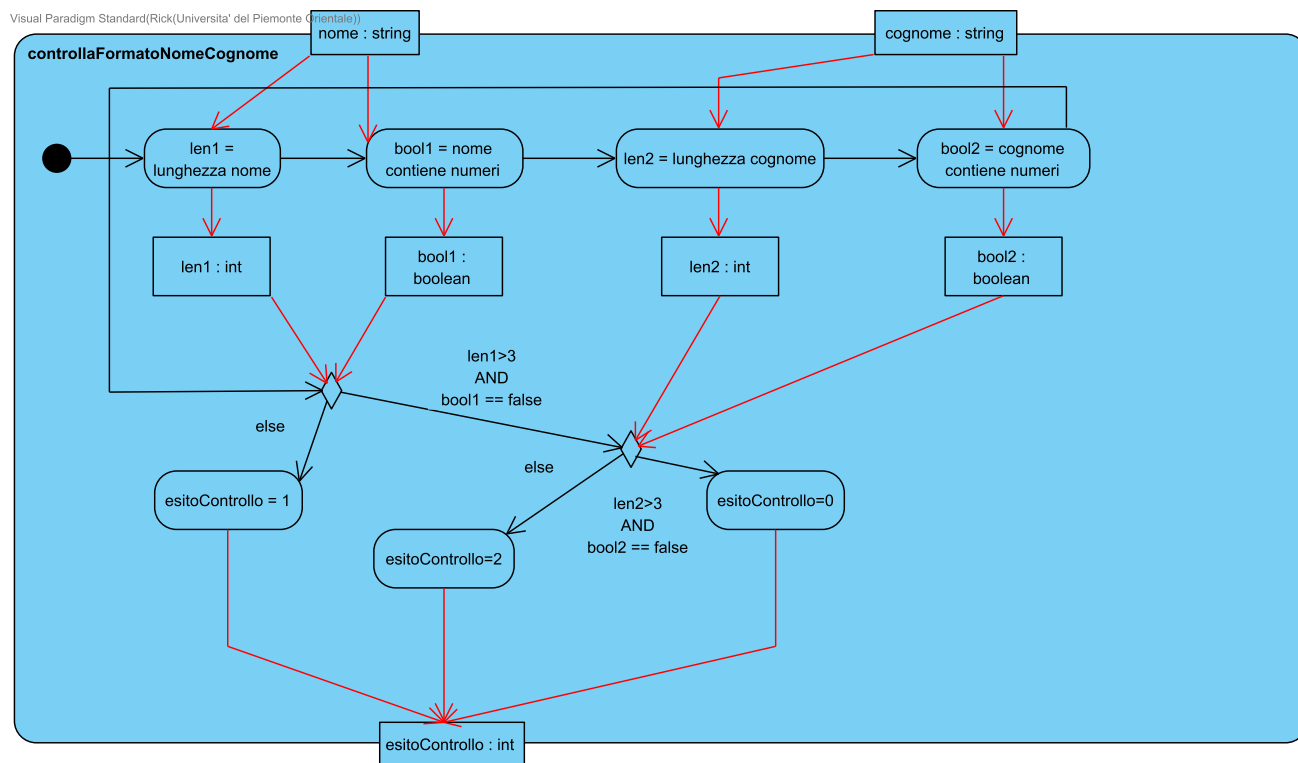 Visual Paradigm Standard(Rick(Universita' del Piemonte Orientale))
nome : string
cognome : string
controllaFormatoNomeCognome
len1 =
lunghezza nome
bool1 = nome
contiene numeri
len2 = lunghezza cognome
bool2 = cognome
contiene numeri
len1 : int
bool1 :
boolean
len2 : int
bool2 :
boolean
len1>3
AND
bool1 == false
else
else
esitoControllo = 1
len2>3
AND
bool2 == false
esitoControllo=0
esitoControllo=2
esitoControllo : int